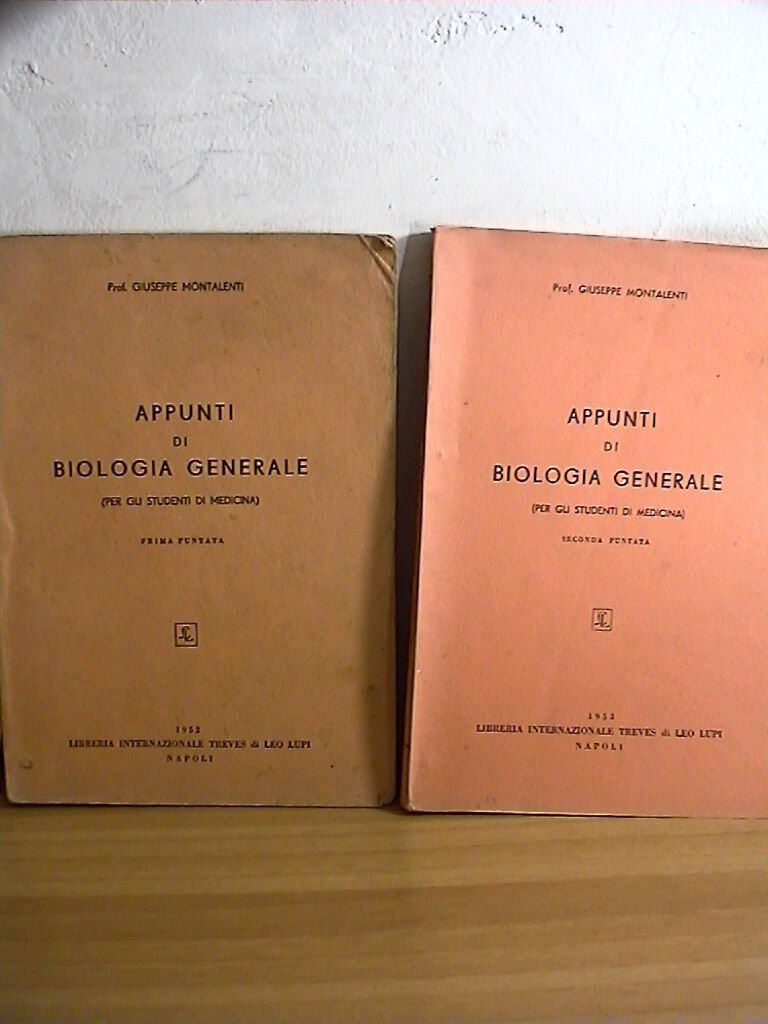 Prof. GIUSEPPE MONTALENTI
APPUNTI
DI
BIOLOGIA GENERALE
(PER GLI STUDENTI DI MEDICINA)
PRIMA PUNTATA
1953
LIBRERIA INTERNAZIONALE TREVES di LEO LUPI
NAPOLI
Prof. GIUSEPPE MONTALENTI
APPUNTI
DI
BIOLOGIA GENERALE
(PER GLI STUDENTI DI MEDICINA)
SECONDA PUNTATA
1953
LIBRERIA INTERNAZIONALE TREVES di LEO LUPI
NAPOLI